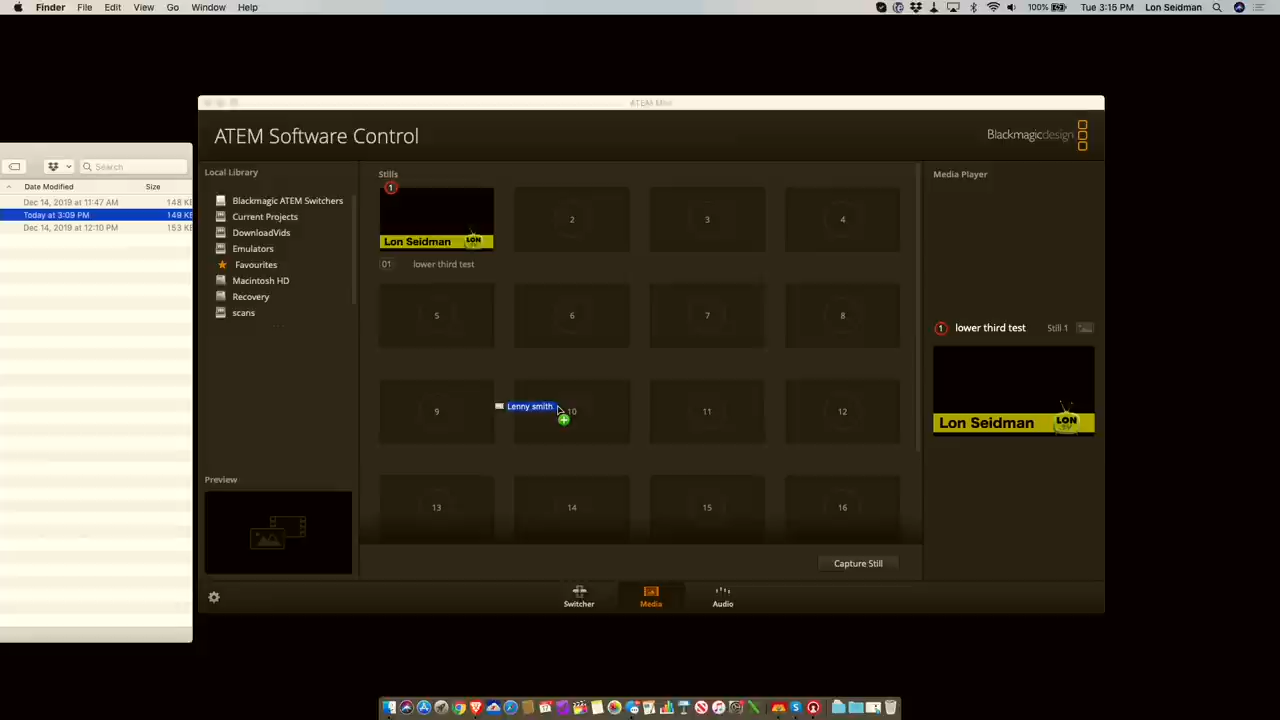 Finder File Edit View Go Window Help
100% Tue 3:15 PM Lon Seidman
ATEM Mini
ATEM Software Control
Blackmagicdesign
Search
Date Modified Size
Dec 14, 2019 at 11:47 AM 148 KB
Today at 3:09 PM 149 KB
Dec 14, 2019 at 12:10 PM 153 KB
Local Library
Blackmagic ATEM Switchers
Current Projects
DownloadVids
Emulators
Favourites
Macintosh HD
Recovery
scans
Preview
Stills
1
Lon Seidman LON
2 3 4
01 lower third test
5 6 7 8
9 10 11 12
Lenny smith
13 14 15 16
Capture Still
Media Player
1 lower third test Still 1
Lon Seidman LON
Switcher Media Audio